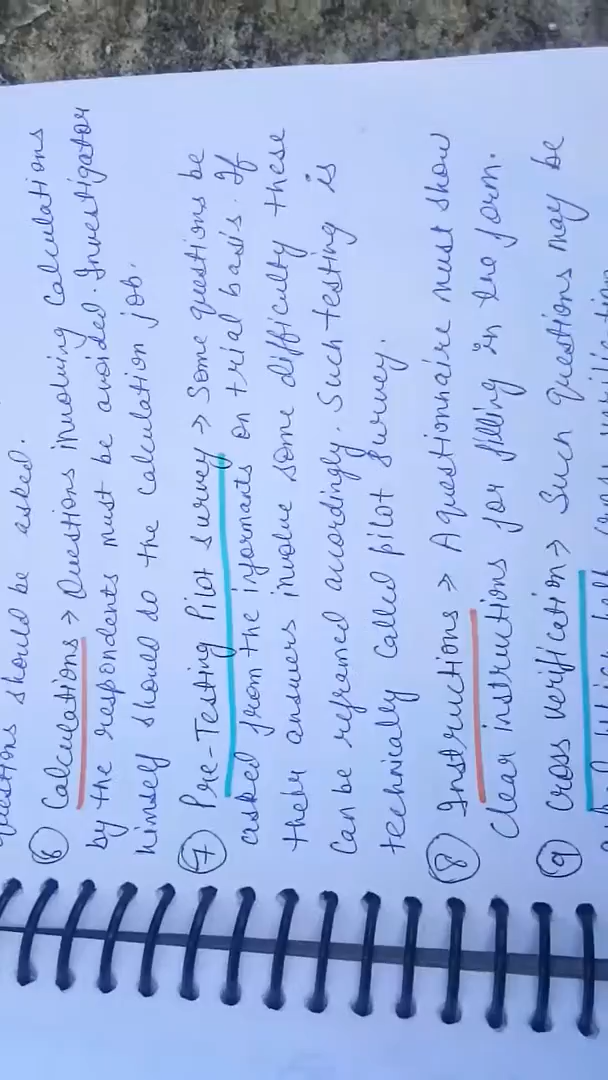 questions should be asked.
⑥ Calculations → Questions involving Calculations
by the respondents must be avoided. Investigator
himself should do the calculation job.
⑦ Pre-Testing Pilot Survey → Some questions be
asked from the informants on trial basis. If
their answers involve some difficulty these
can be reframed accordingly. Such testing is
technically called pilot Survey.
⑧ Instructions → A questionnaire must show
clear instructions for filling in the form.
⑨ Cross verification → Such questions may be